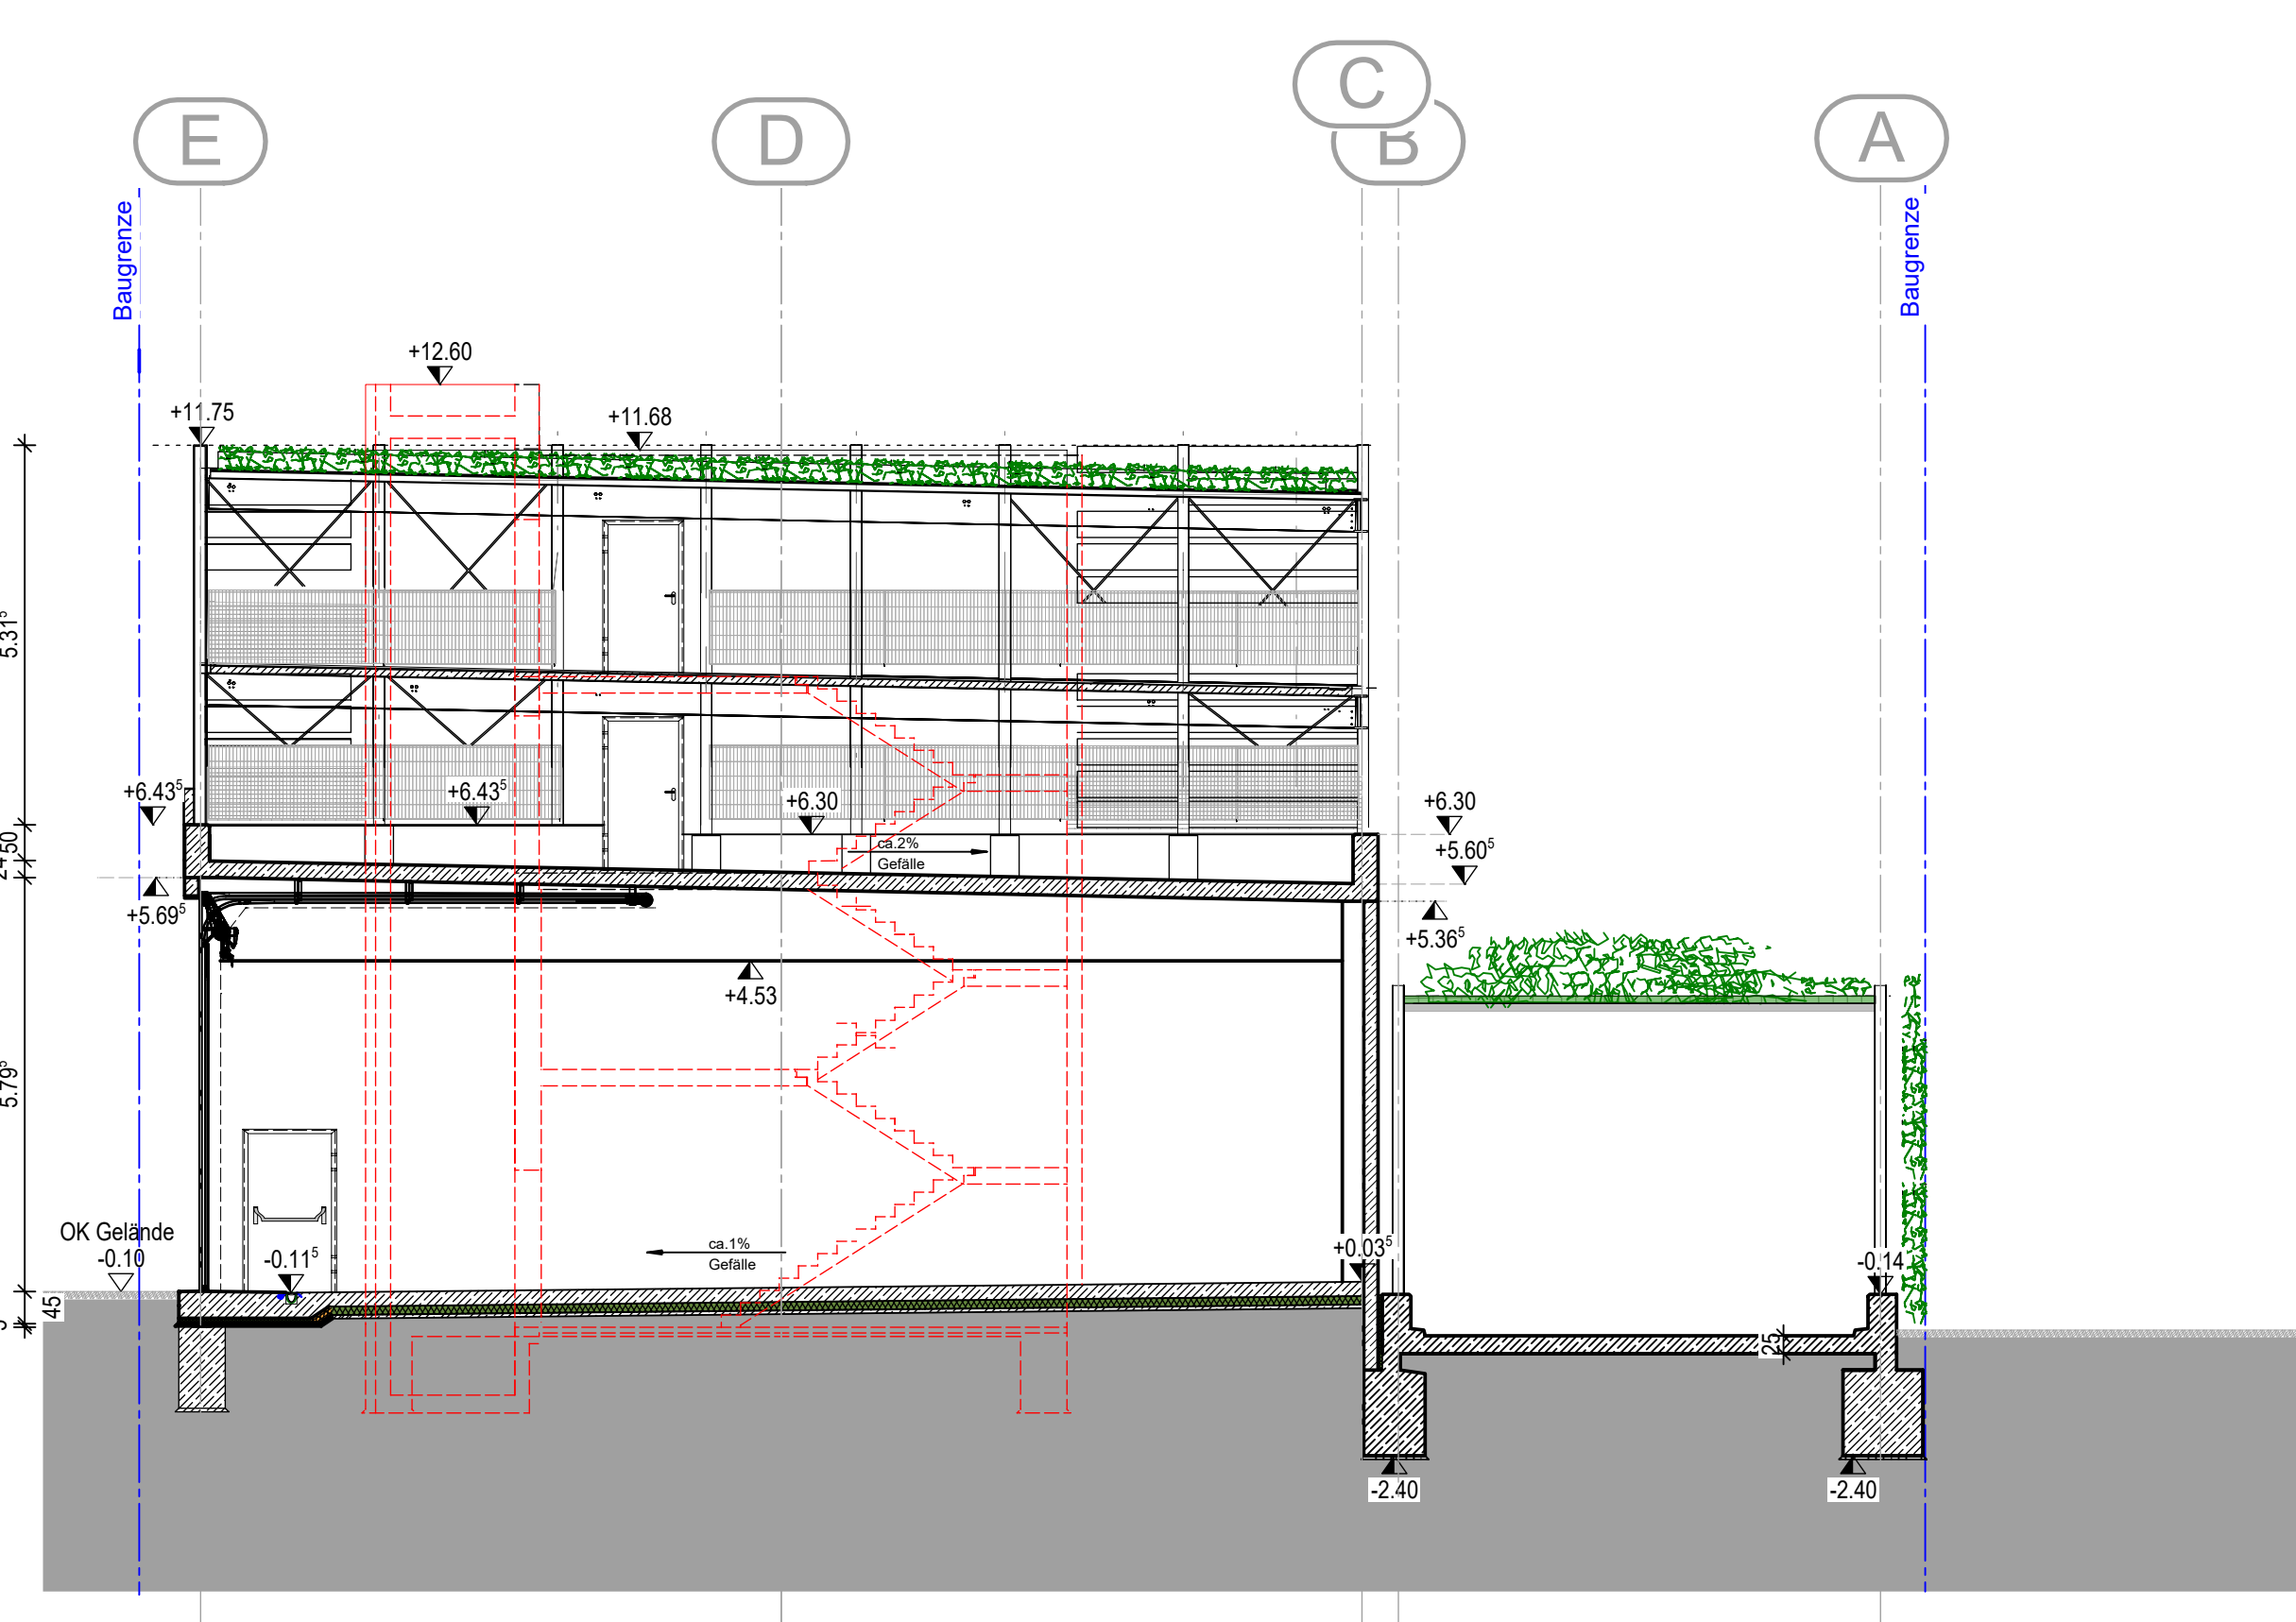 C
E
D
B
A
Baugrenze
Baugrenze
+12.60
+11.75
+11.68
5.31⁵
+6.43⁵
+6.43⁵
+6.30
+6.30
50
ca.2%
Gefälle
+5.60⁵
+5.69⁵
+5.36⁵
+4.53
5.79⁵
OK Gelände
-0.10
-0.11⁵
ca.1%
Gefälle
+0.03⁵
-0.14
45
25
-2.40
-2.40